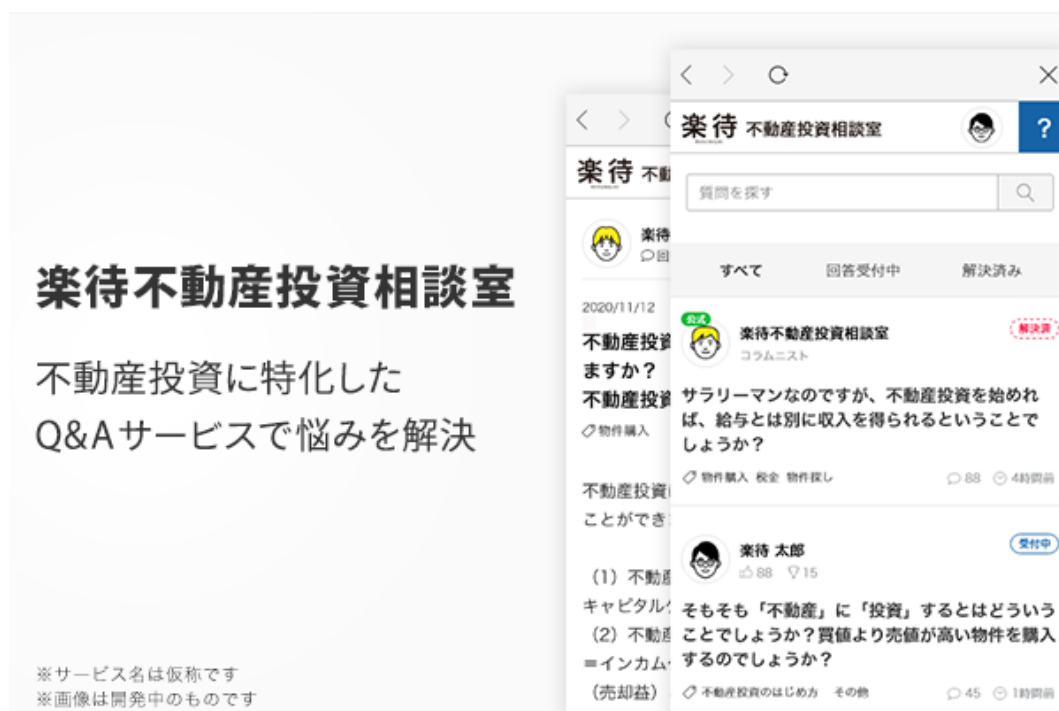 楽待不動産投資相談室
不動産投資に特化した
Q&Aサービスで悩みを解決
※サービス名は仮称です
※画像は開発中のものです
楽待 不動
楽待
回
2020/11/12
不動産投資
ますか？
不動産投資
物件購入
不動産投資
ことができ
（1）不動産
キャピタル
（2）不動産
＝インカム
（売却益）
楽待 不動産投資相談室
?
質問を探す
すべて 回答受付中 解決済み
公式
楽待不動産投資相談室
解決済
コラムニスト
サラリーマンなのですが、不動産投資を始めれ
ば、給与とは別に収入を得られるということで
しょうか？
物件購入 税金 物件探し 88 4時間前
楽待 太郎
受付中
88 15
そもそも「不動産」に「投資」するとはどういう
ことでしょうか？買値より売値が高い物件を購入
するのでしょうか？
不動産投資のはじめ方 その他 45 1時間前